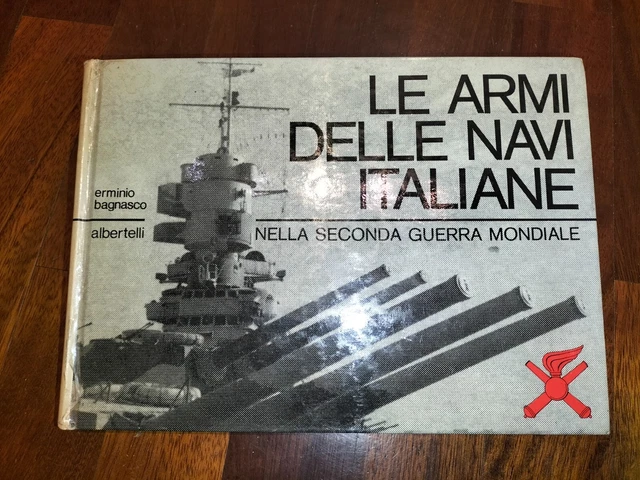 LE ARMI
DELLE NAVI
ITALIANE
NELLA SECONDA GUERRA MONDIALE
erminio
bagnasco
albertelli